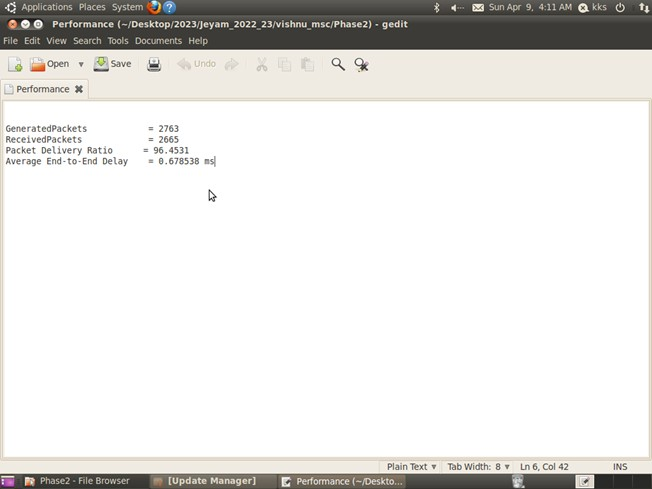 Applications Places System Sun Apr 9, 4:11 AM kks
Performance (~/Desktop/2023/Jeyam_2022_23/vishnu_msc/Phase2) - gedit
File Edit View Search Tools Documents Help
Open Save Undo
Performance
GeneratedPackets = 2763
ReceivedPackets = 2665
Packet Delivery Ratio = 96.4531
Average End-to-End Delay = 0.678538 ms
Plain Text Tab Width: 8 Ln 6, Col 42 INS
Phase2 - File Browser [Update Manager] Performance (~/Deskto...